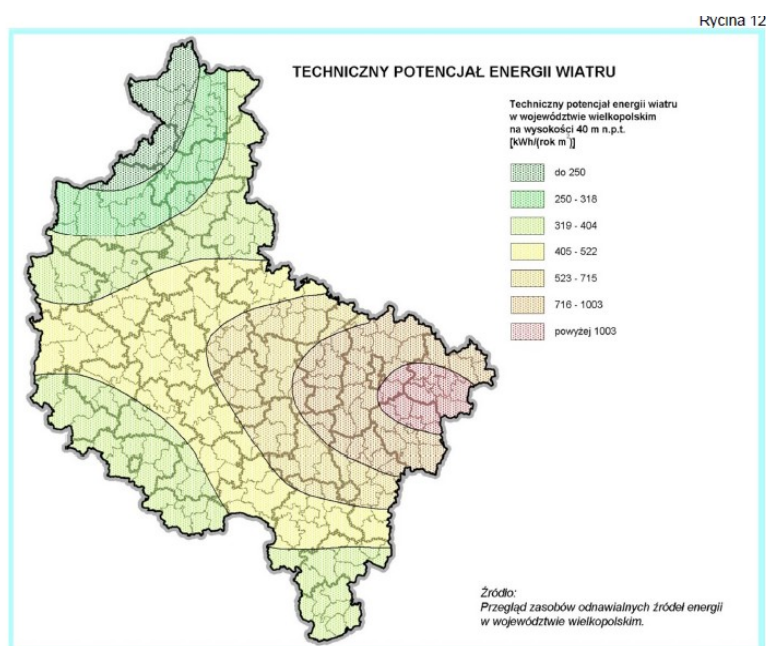 Rycina 12
TECHNICZNY POTENCJAŁ ENERGII WIATRU
Techniczny potencjał energii wiatru
w województwie wielkopolskim
na wysokości 40 m n.p.t.
[kWh/(rok m²)]
do 250
250 - 318
319 - 404
405 - 522
523 - 715
716 - 1003
powyżej 1003
Źródło:
Przegląd zasobów odnawialnych źródeł energii
w województwie wielkopolskim.